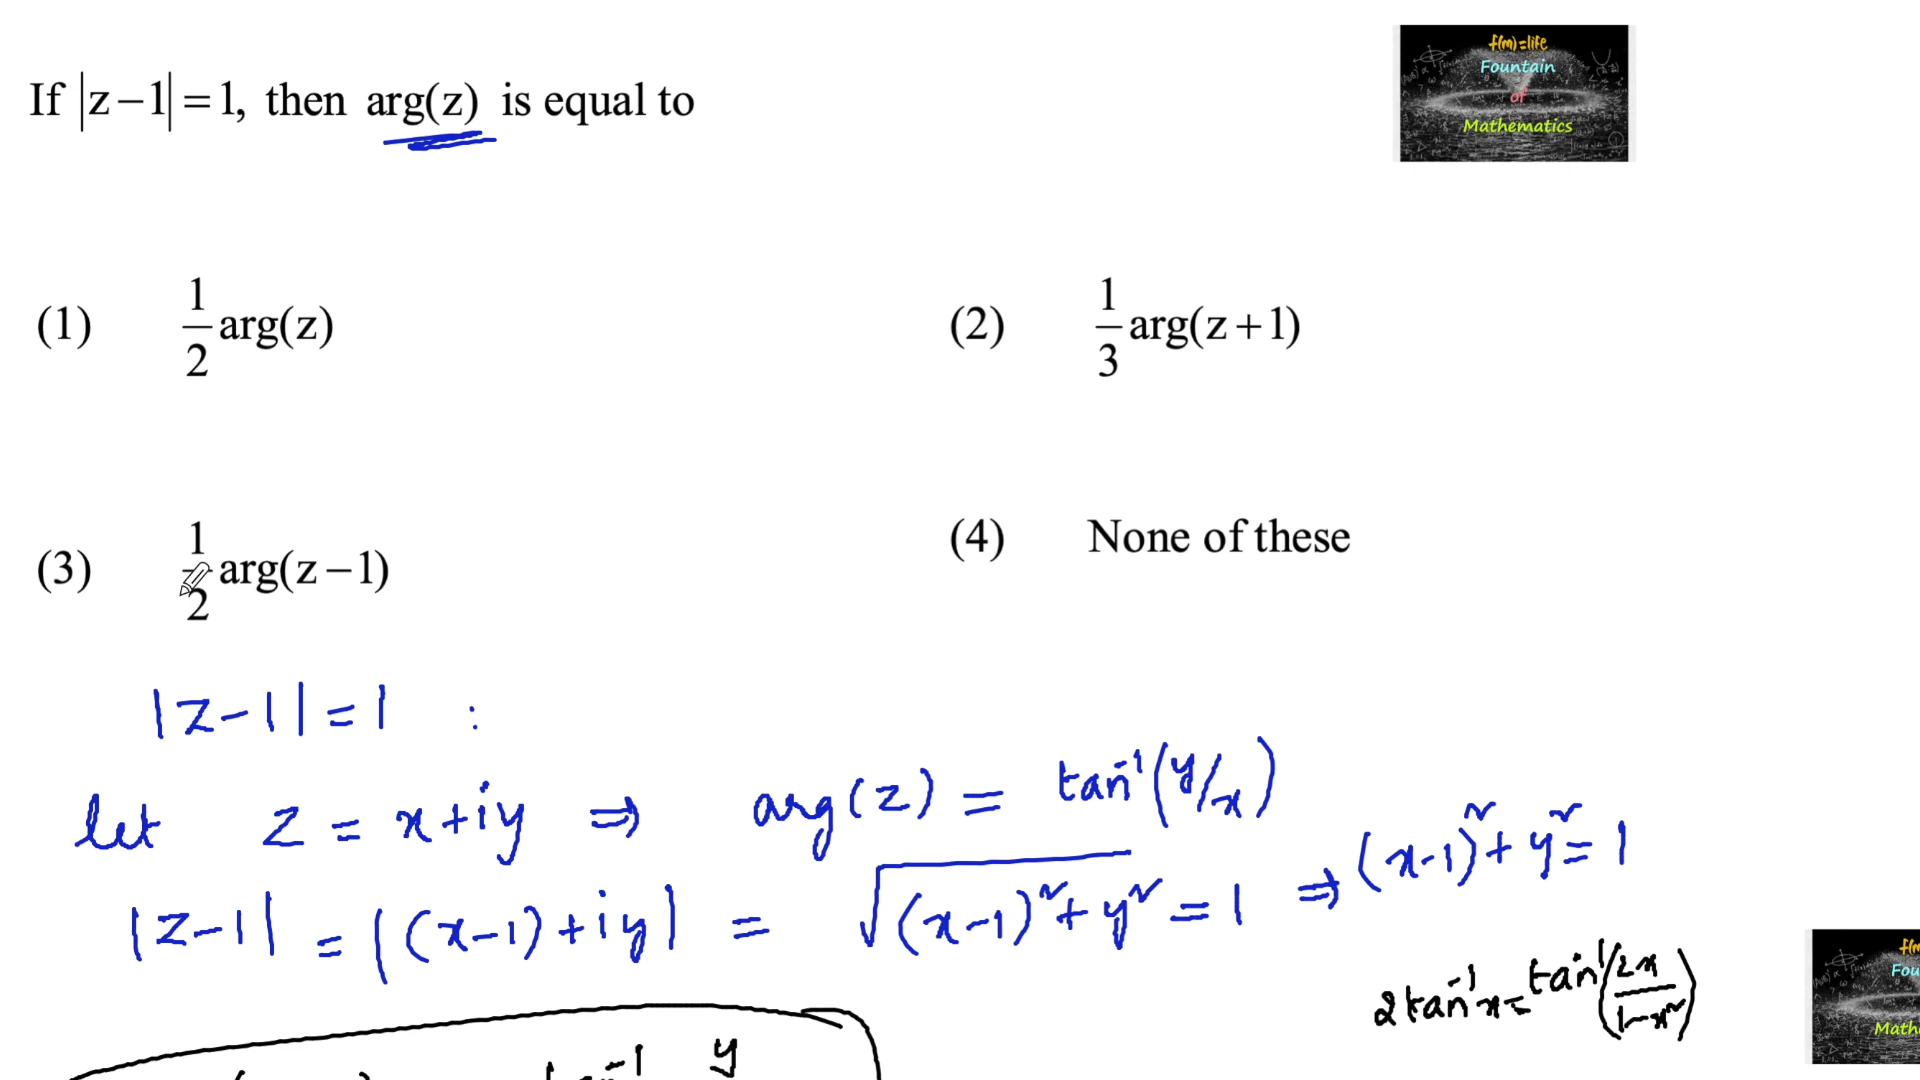 If |z−1| = 1, then arg(z) is equal to
f(m)=life
Fountain
of
Mathematics
(1) 1/2 arg(z)
(2) 1/3 arg(z+1)
(3) 1/2 arg(z−1)
(4) None of these
|z-1| = 1 :
let z = x+iy ⇒ arg(z) = tan⁻¹(y/x)
|z-1| = |(x-1)+iy| = √((x-1)²+y²) = 1 ⇒ (x-1)²+y² = 1
2tan⁻¹x = tan⁻¹(2x/(1-x²))
y
Fou
Math